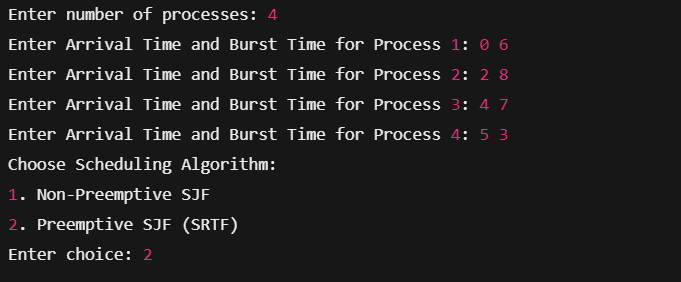 Enter number of processes: 4
Enter Arrival Time and Burst Time for Process 1: 0 6
Enter Arrival Time and Burst Time for Process 2: 2 8
Enter Arrival Time and Burst Time for Process 3: 4 7
Enter Arrival Time and Burst Time for Process 4: 5 3
Choose Scheduling Algorithm:
1. Non-Preemptive SJF
2. Preemptive SJF (SRTF)
Enter choice: 2